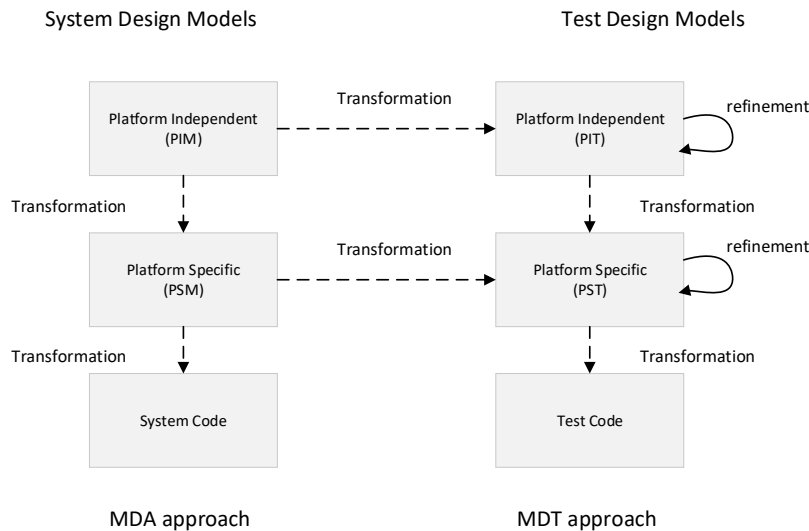 System Design Models
Test Design Models
Platform Independent
(PIM)
Transformation
Platform Independent
(PIT)
refinement
Transformation
Transformation
Platform Specific
(PSM)
Transformation
Platform Specific
(PST)
refinement
Transformation
Transformation
System Code
Test Code
MDA approach
MDT approach